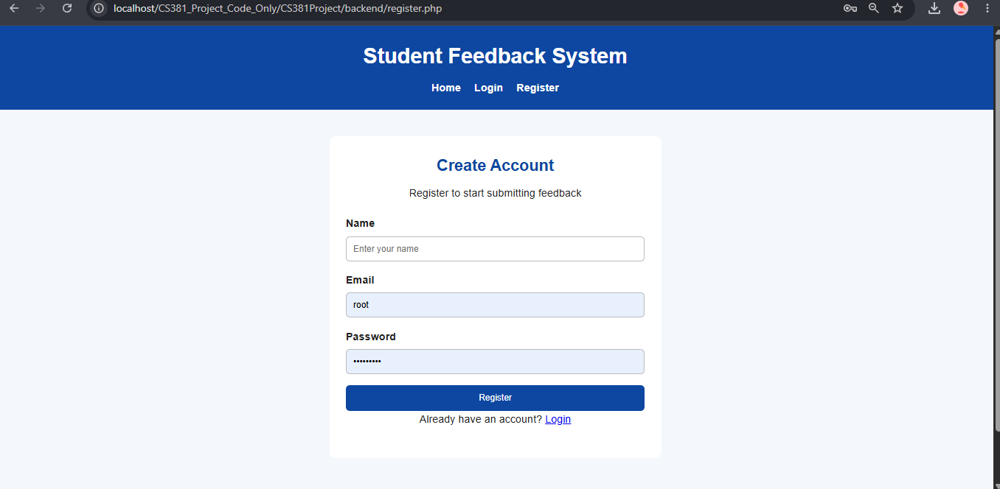 localhost/CS381_Project_Code_Only/CS381Project/backend/register.php
Student Feedback System
Home Login Register
Create Account
Register to start submitting feedback
Name
Enter your name
Email
root
Password
•••••••••
Register
Already have an account? Login